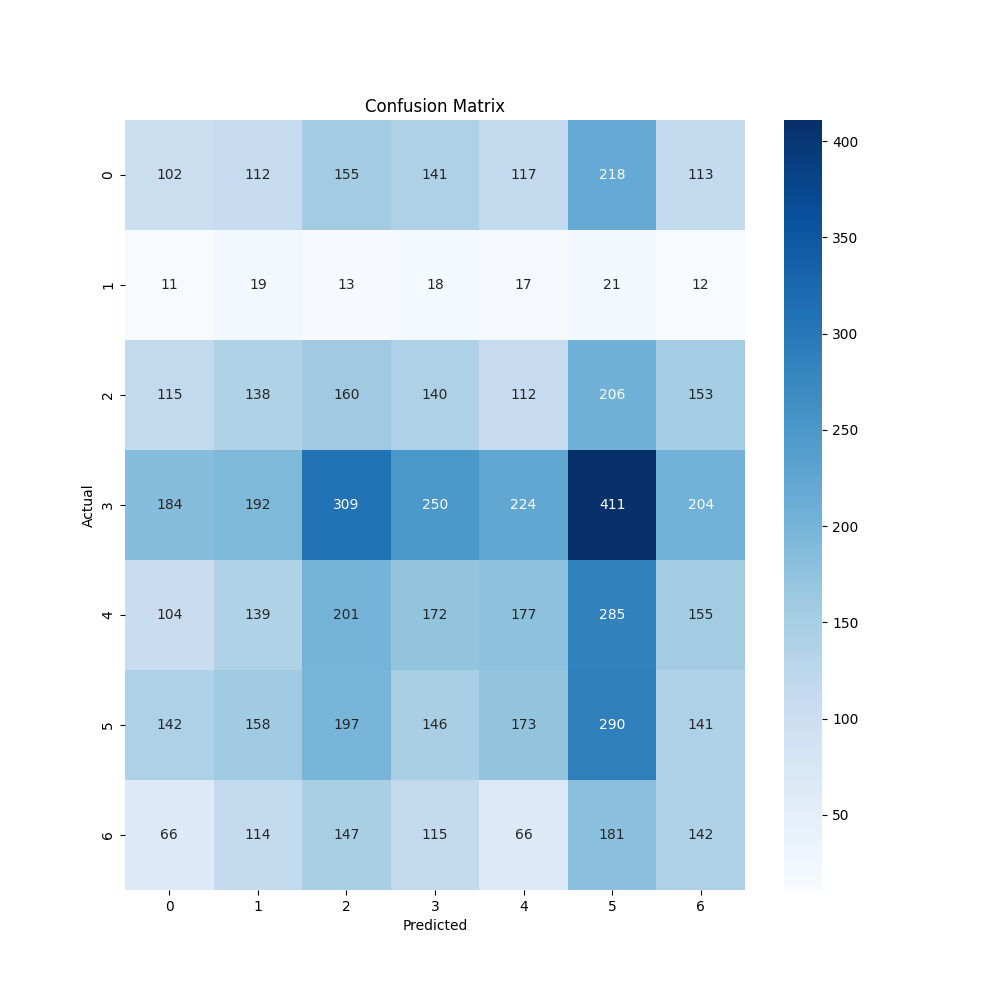 Confusion Matrix
0 102 112 155 141 117 218 113
1 11 19 13 18 17 21 12
2 115 138 160 140 112 206 153
3 184 192 309 250 224 411 204
4 104 139 201 172 177 285 155
5 142 158 197 146 173 290 141
6 66 114 147 115 66 181 142
0 1 2 3 4 5 6
Predicted
Actual
400
350
300
250
200
150
100
50